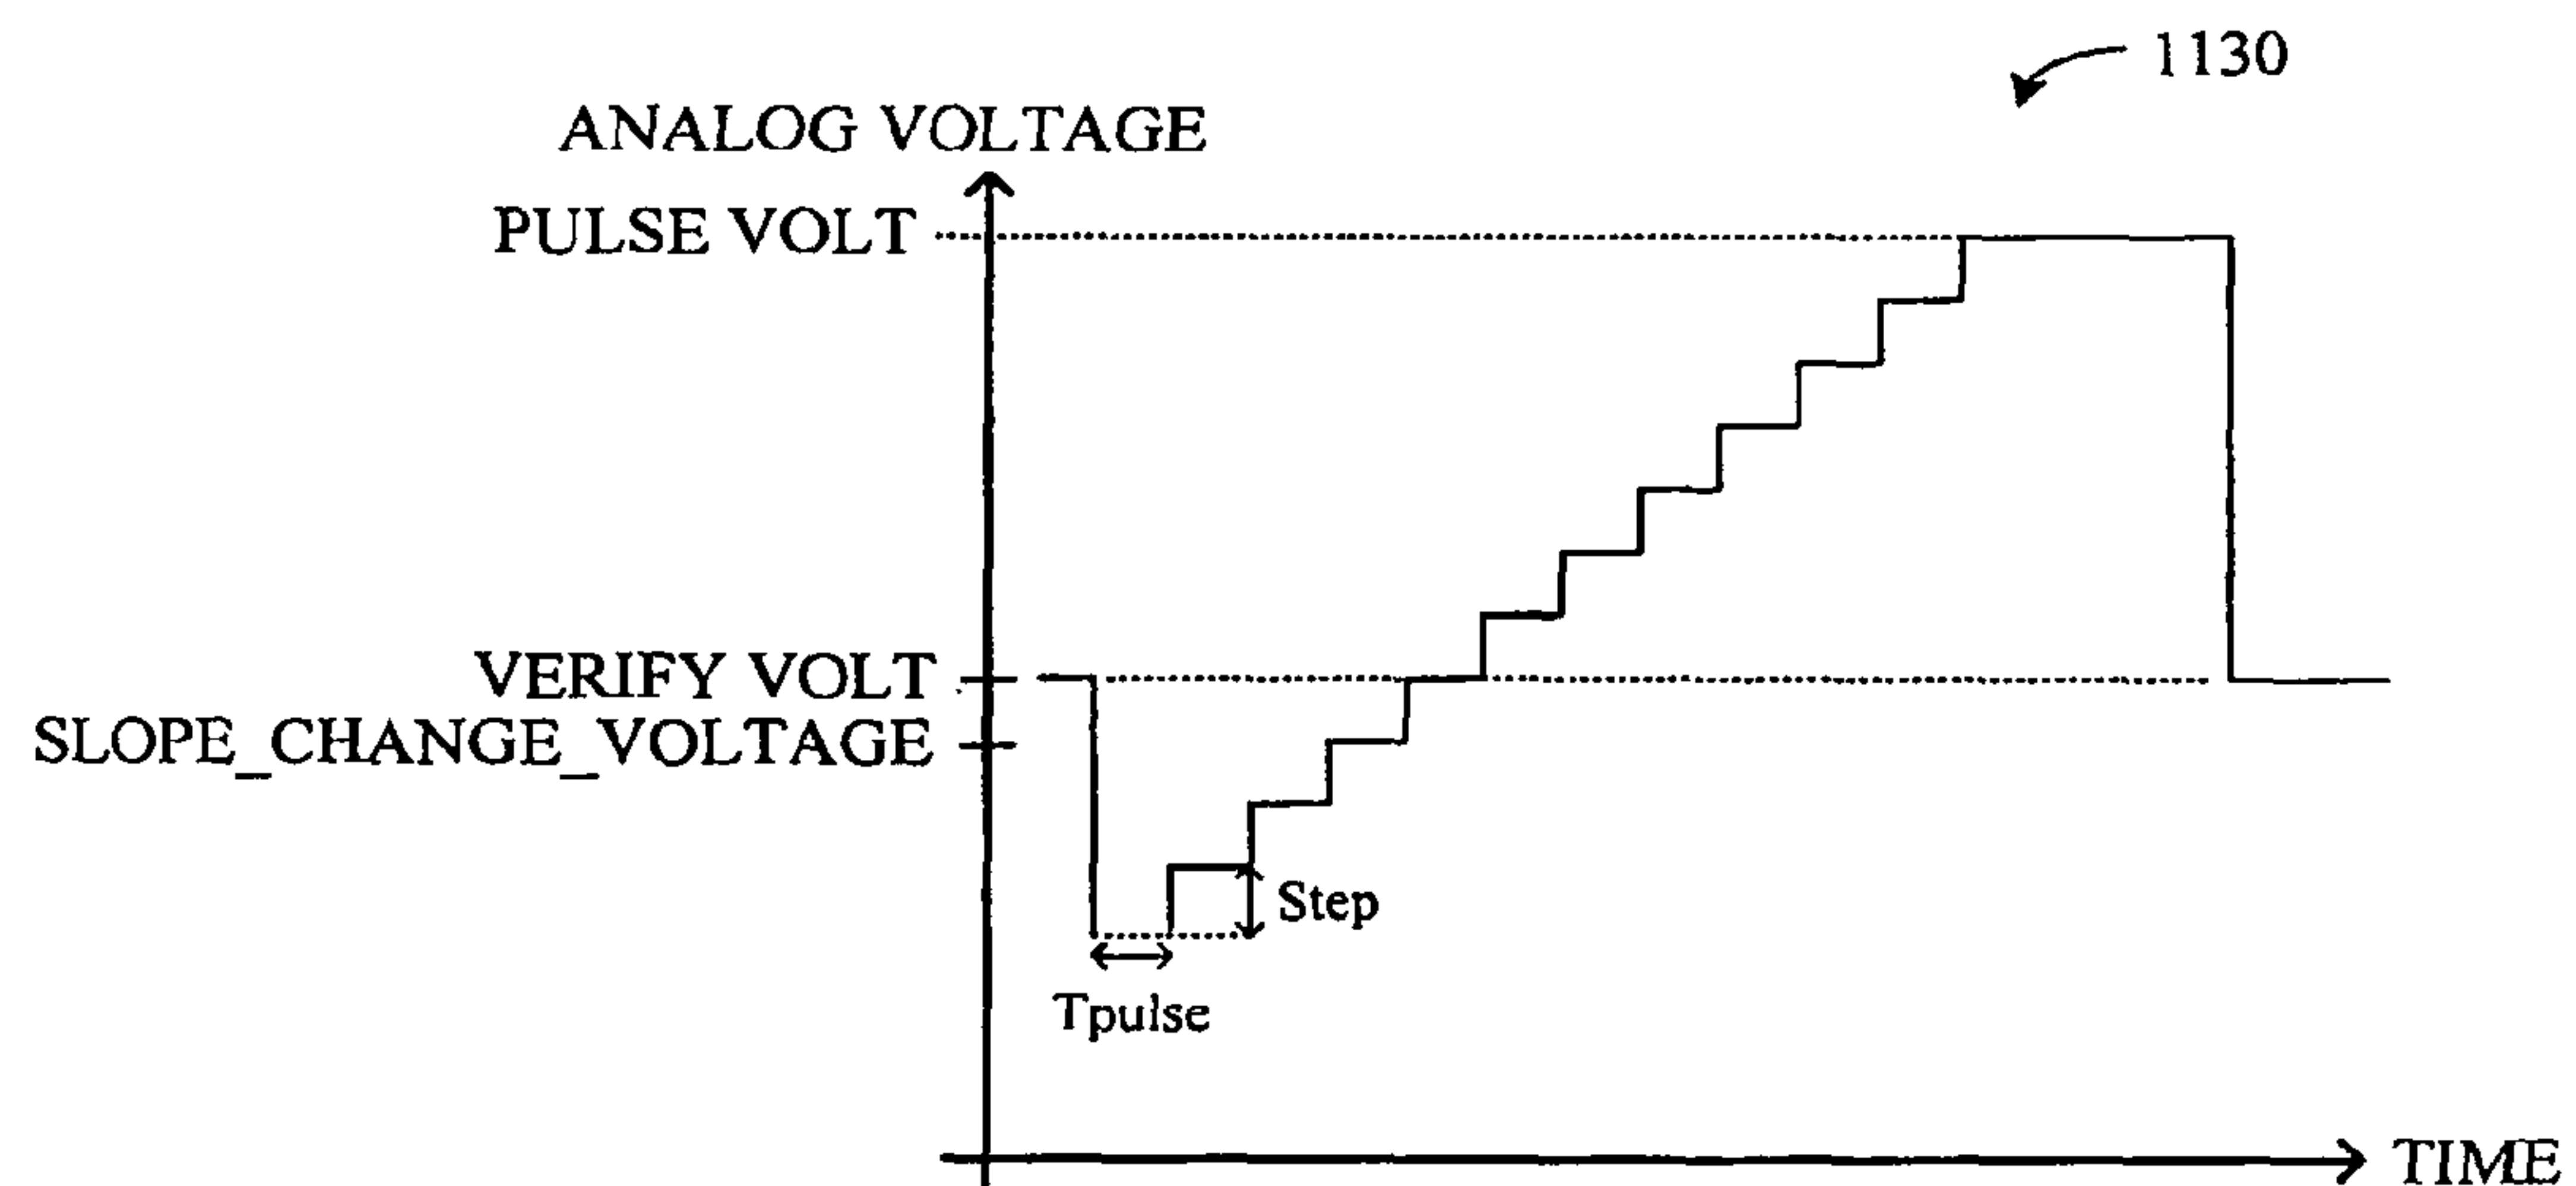 1130
ANALOG VOLTAGE
PULSE VOLT
VERIFY VOLT
SLOPE_CHANGE_VOLTAGE
Step
Tpulse
TIME